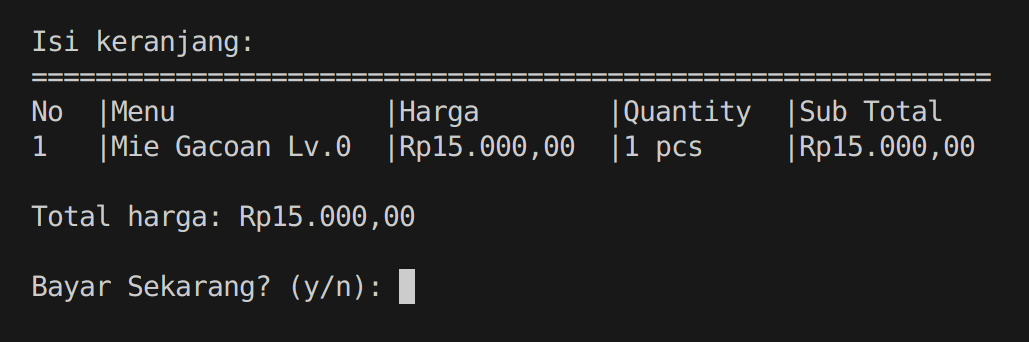 Isi keranjang:
============================================================
No  |Menu             |Harga        |Quantity  |Sub Total
1   |Mie Gacoan Lv.0  |Rp15.000,00  |1 pcs     |Rp15.000,00
Total harga: Rp15.000,00
Bayar Sekarang? (y/n):